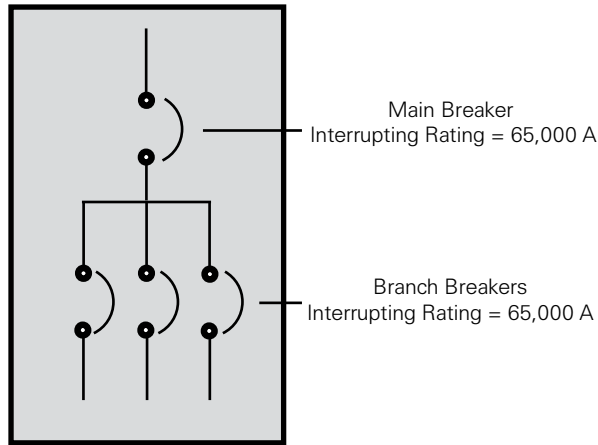 Main Breaker
Interrupting Rating = 65,000 A
Branch Breakers
Interrupting Rating = 65,000 A